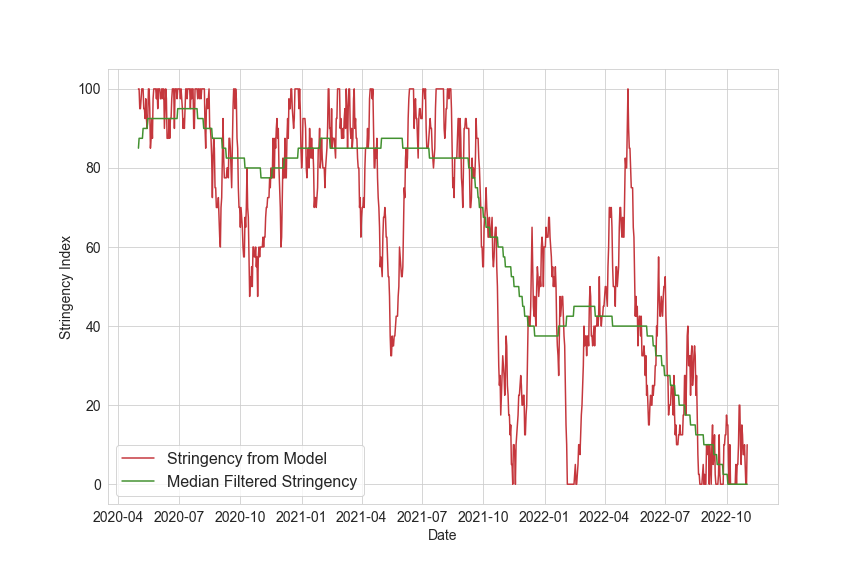 100
80
60
40
20
0
Stringency Index
Stringency from Model
Median Filtered Stringency
2020-04 2020-07 2020-10 2021-01 2021-04 2021-07 2021-10 2022-01 2022-04 2022-07 2022-10
Date